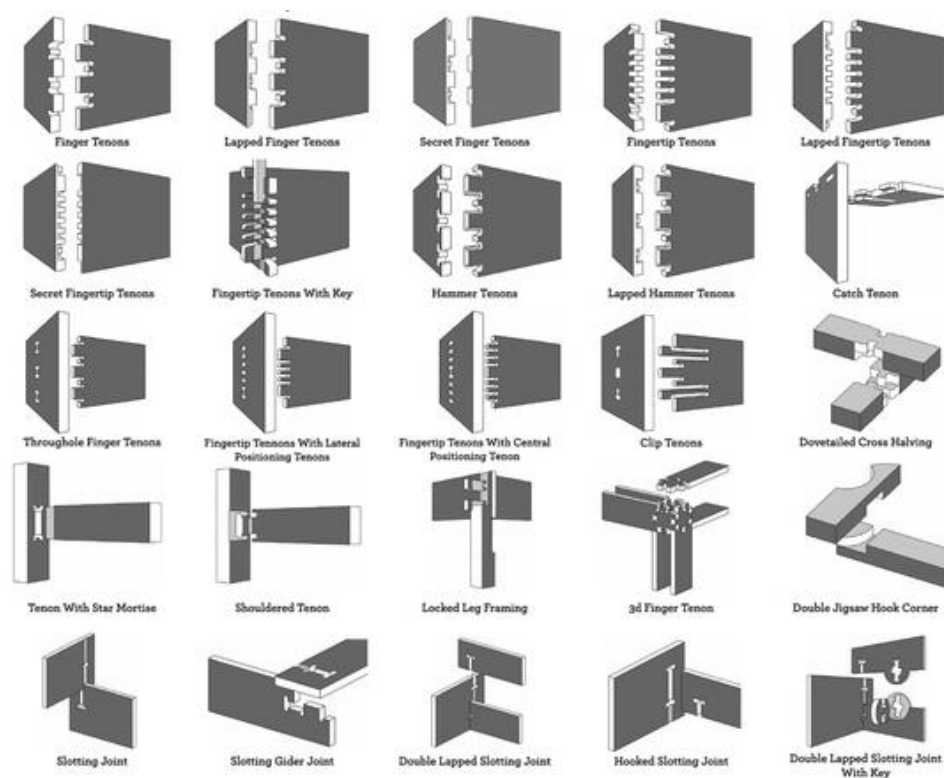 Finger Tenons
Lapped Finger Tenons
Secret Finger Tenons
Fingertip Tenons
Lapped Fingertip Tenons
Secret Fingertip Tenons
Fingertip Tenons With Key
Hammer Tenons
Lapped Hammer Tenons
Catch Tenon
Throughole Finger Tenons
Fingertip Tennons With Lateral
Positioning Tenons
Fingertip Tenons With Central
Positioning Tenon
Clip Tenons
Dovetailed Cross Halving
Tenon With Star Mortise
Shouldered Tenon
Locked Leg Framing
3d Finger Tenon
Double Jigsaw Hook Corner
Slotting Joint
Slotting Gider Joint
Double Lapped Slotting Joint
Hooked Slotting Joint
Double Lapped Slotting Joint
With Key